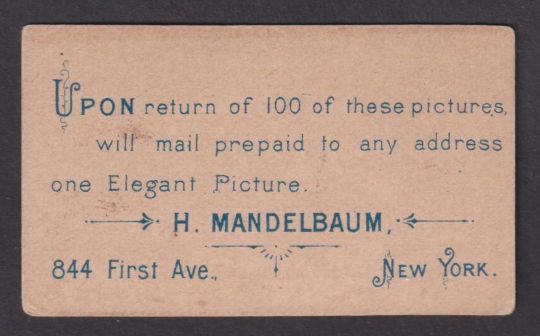 UPON return of 100 of these pictures,
will mail prepaid to any address
one Elegant Picture.
H. MANDELBAUM,
844 First Ave., NEW YORK.